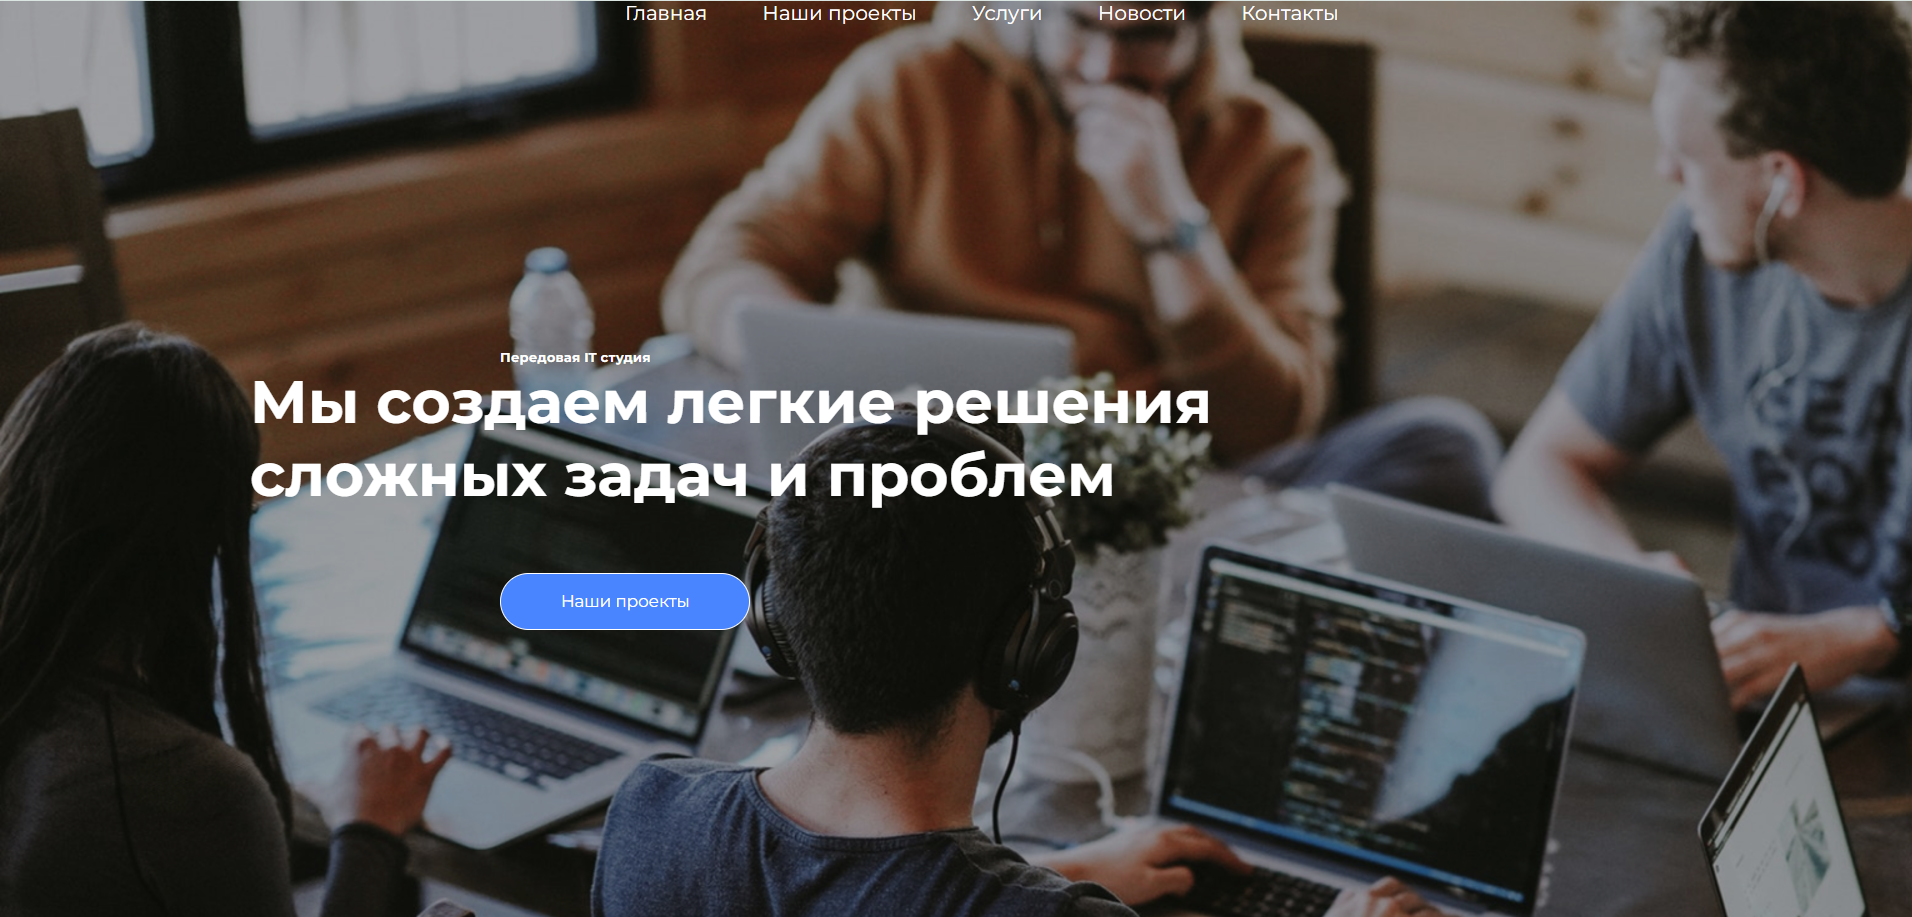 Главная Наши проекты Услуги Новости Контакты
Передовая IT студия
Мы создаем легкие решения
сложных задач и проблем
Наши проекты